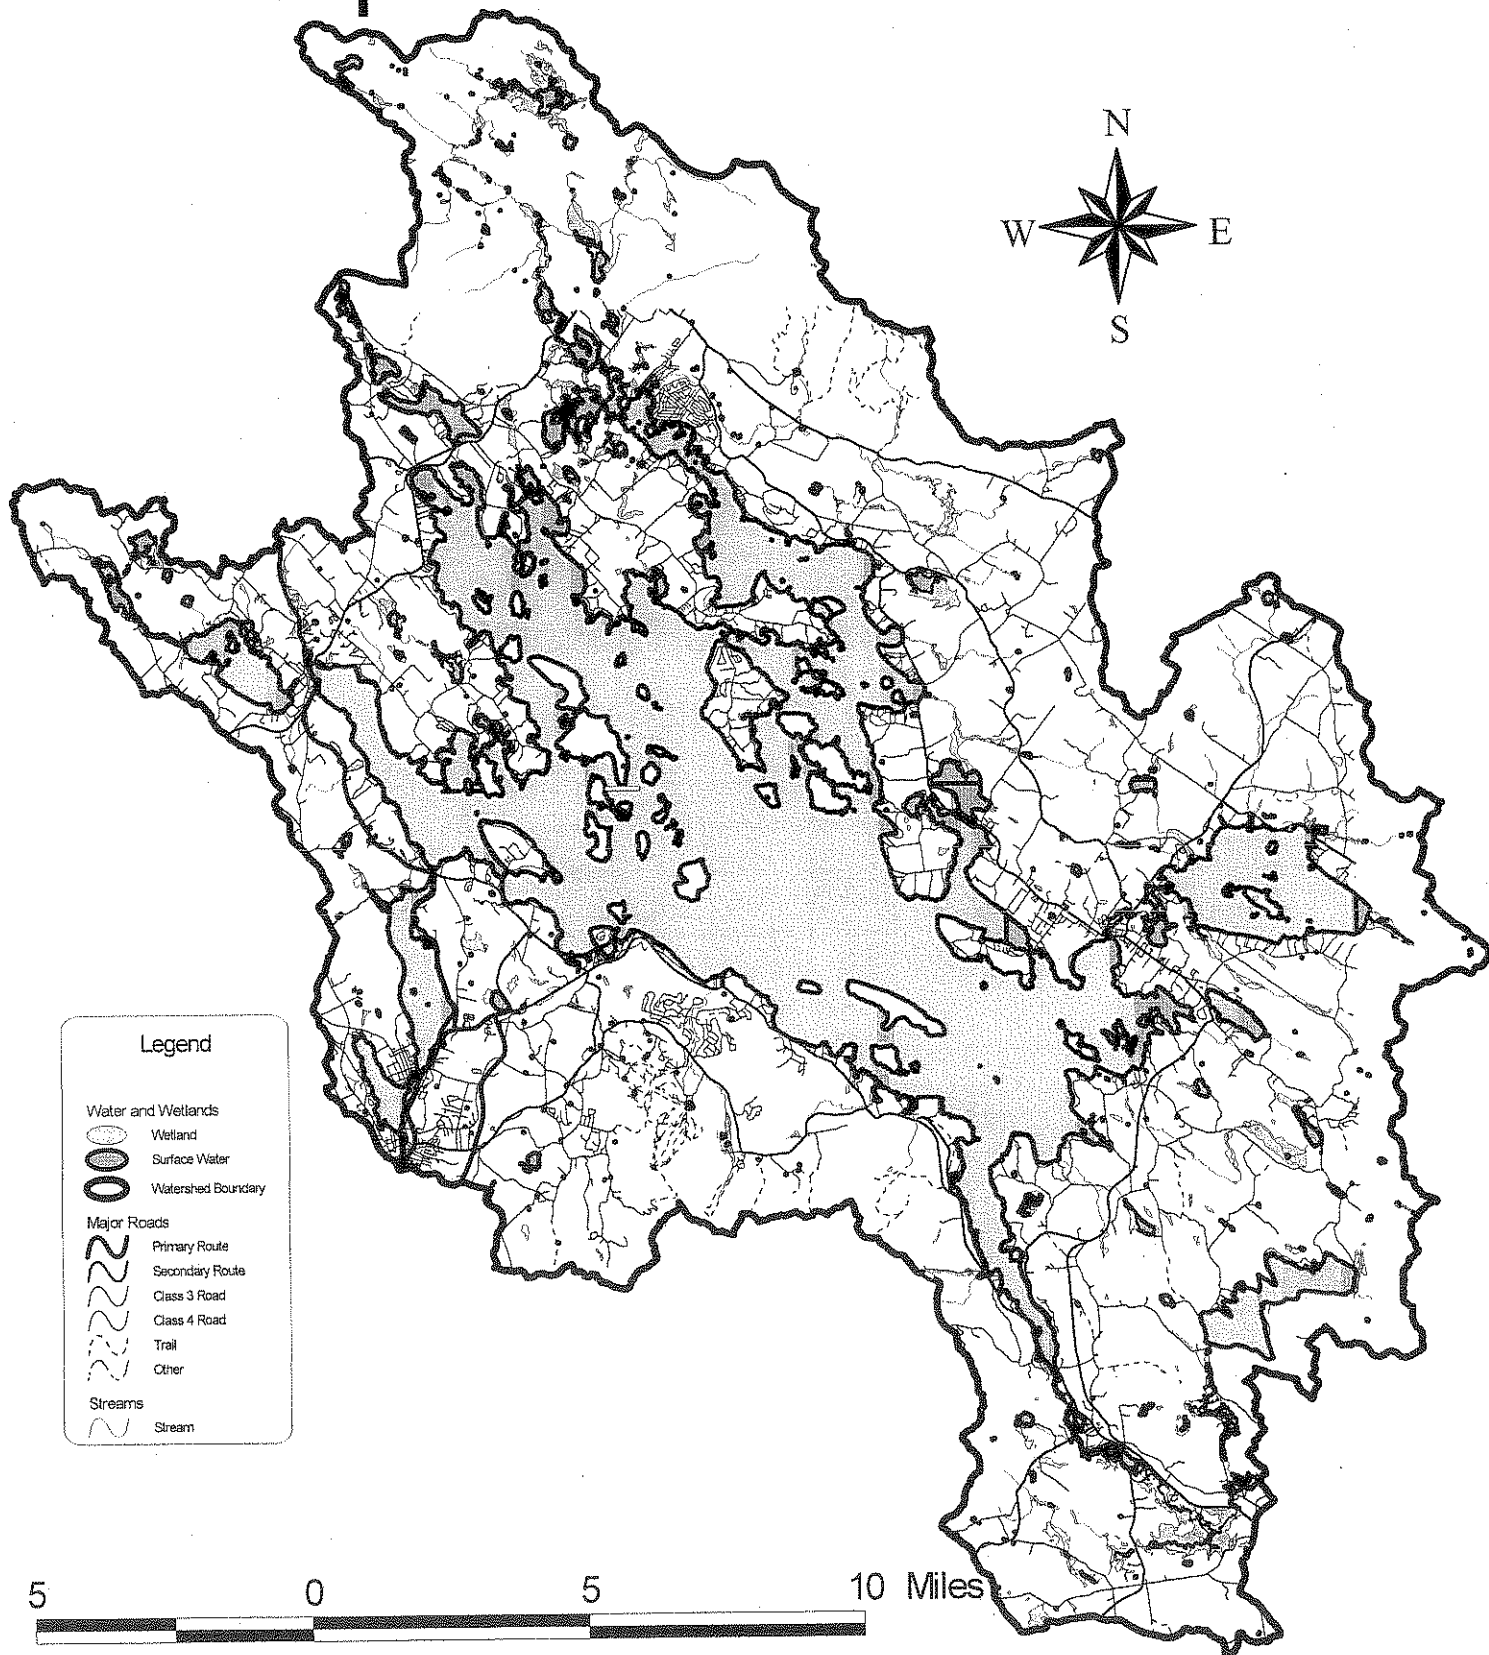 N
W E
S
Legend
Water and Wetlands
Wetland
Surface Water
Watershed Boundary
Major Roads
Primary Route
Secondary Route
Class 3 Road
Class 4 Road
Trail
Other
Streams
Stream
5 0 5 10 Miles